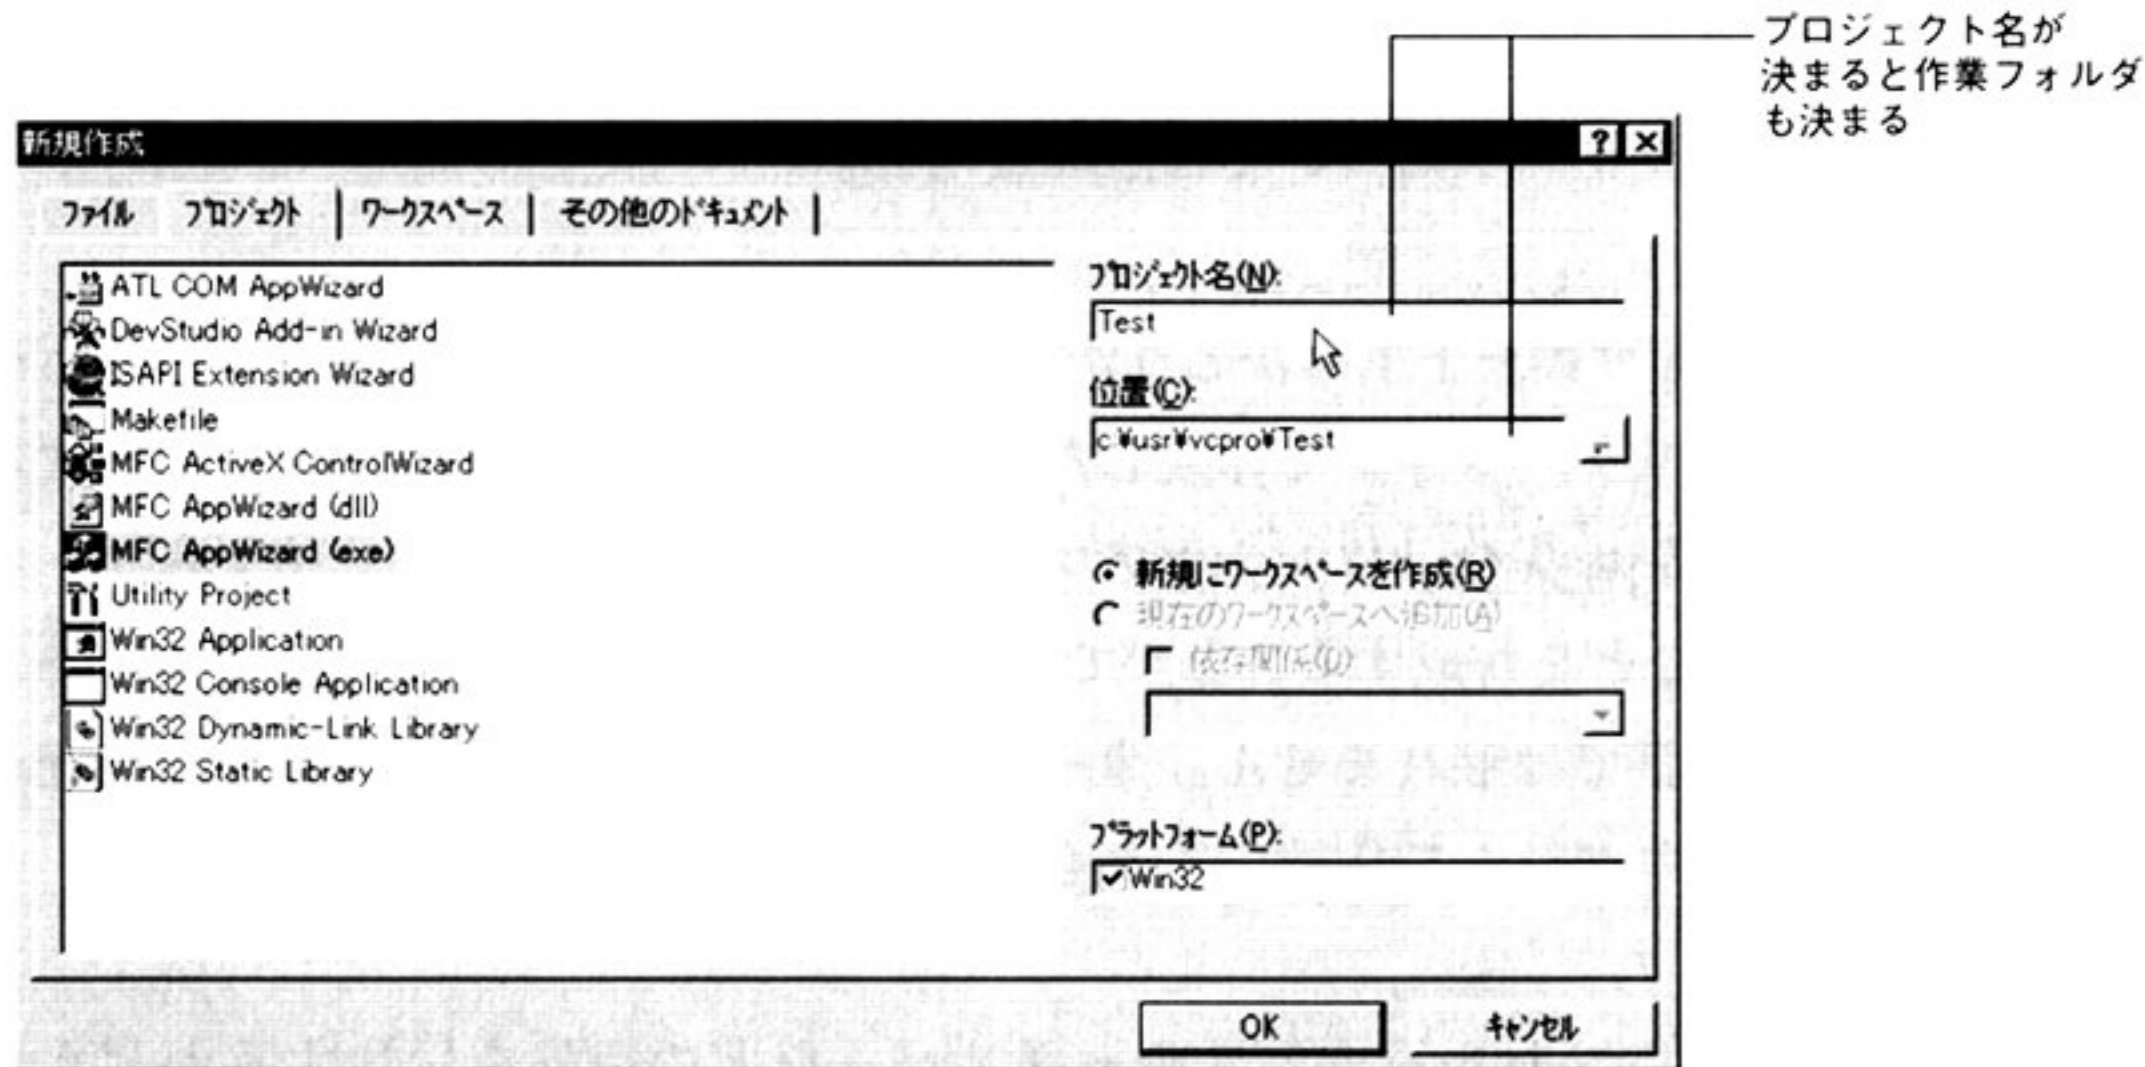 プロジェクト名が
決まると作業フォルダ
も決まる
新規作成
ファイル プロジェクト ワークスペース その他のドキュメント
ATL COM AppWizard
DevStudio Add-in Wizard
ISAPI Extension Wizard
Makefile
MFC ActiveX ControlWizard
MFC AppWizard (dll)
MFC AppWizard (exe)
Utility Project
Win32 Application
Win32 Console Application
Win32 Dynamic-Link Library
Win32 Static Library
プロジェクト名(N):
Test
位置(C):
c:¥usr¥vcpro¥Test
新規にワークスペースを作成(R)
現在のワークスペースへ追加(A)
依存関係(D)
プラットフォーム(P):
Win32
OK キャンセル